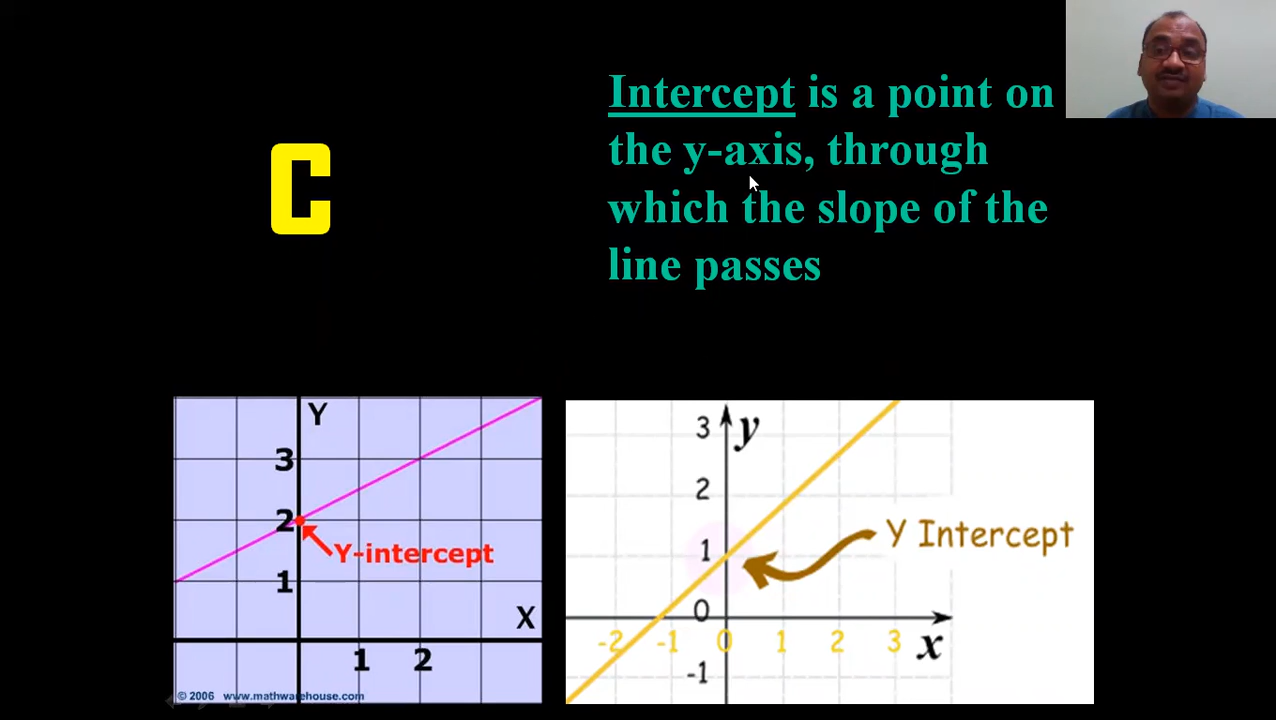 C
Intercept is a point on
the y-axis, through
which the slope of the
line passes
Y
3
2
Y-intercept
1
X
1 2
© 2006 www.mathwarehouse.com
3 y
2
1
Y Intercept
0
-2 -1 0 1 2 3 x
-1